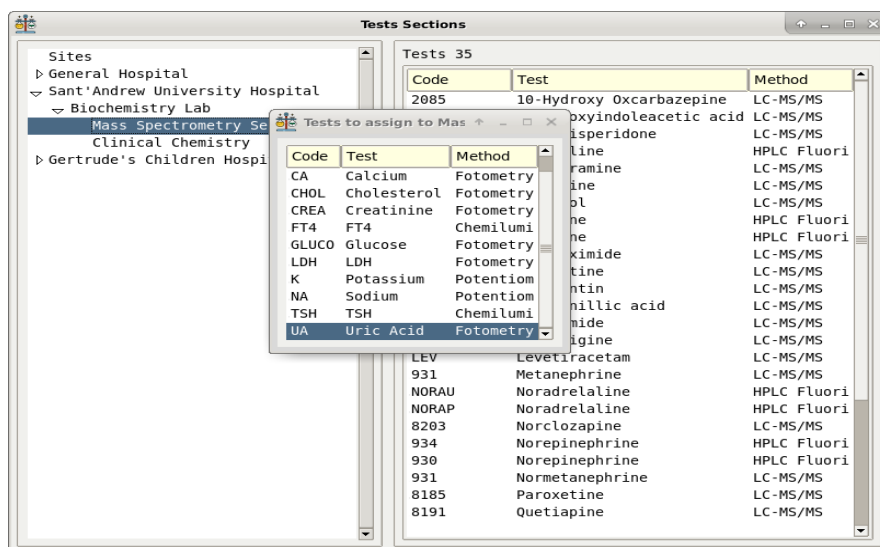 Tests Sections
Sites
General Hospital
Sant'Andrew University Hospital
Biochemistry Lab
Mass Spectrometry Se
Clinical Chemistry
Gertrude's Children Hospi
Tests to assign to Mas
Code Test Method
CA Calcium Fotometry
CHOL Cholesterol Fotometry
CREA Creatinine Fotometry
FT4 FT4 Chemilumi
GLUCO Glucose Fotometry
LDH LDH Fotometry
K Potassium Potentiom
NA Sodium Potentiom
TSH TSH Chemilumi
UA Uric Acid Fotometry
Tests 35
Code Test Method
2085 10-Hydroxy Oxcarbazepine LC-MS/MS
oxyindoleacetic acid LC-MS/MS
isperidone LC-MS/MS
line HPLC Fluori
ramine LC-MS/MS
ine LC-MS/MS
ol LC-MS/MS
ne HPLC Fluori
ne HPLC Fluori
ximide LC-MS/MS
tine LC-MS/MS
ntin LC-MS/MS
nillic acid LC-MS/MS
mide LC-MS/MS
igine LC-MS/MS
LEV Levetiracetam LC-MS/MS
931 Metanephrine LC-MS/MS
NORAU Noradrelaline HPLC Fluori
NORAP Noradrelaline HPLC Fluori
8203 Norclozapine LC-MS/MS
934 Norepinephrine HPLC Fluori
930 Norepinephrine HPLC Fluori
931 Normetanephrine LC-MS/MS
8185 Paroxetine LC-MS/MS
8191 Quetiapine LC-MS/MS